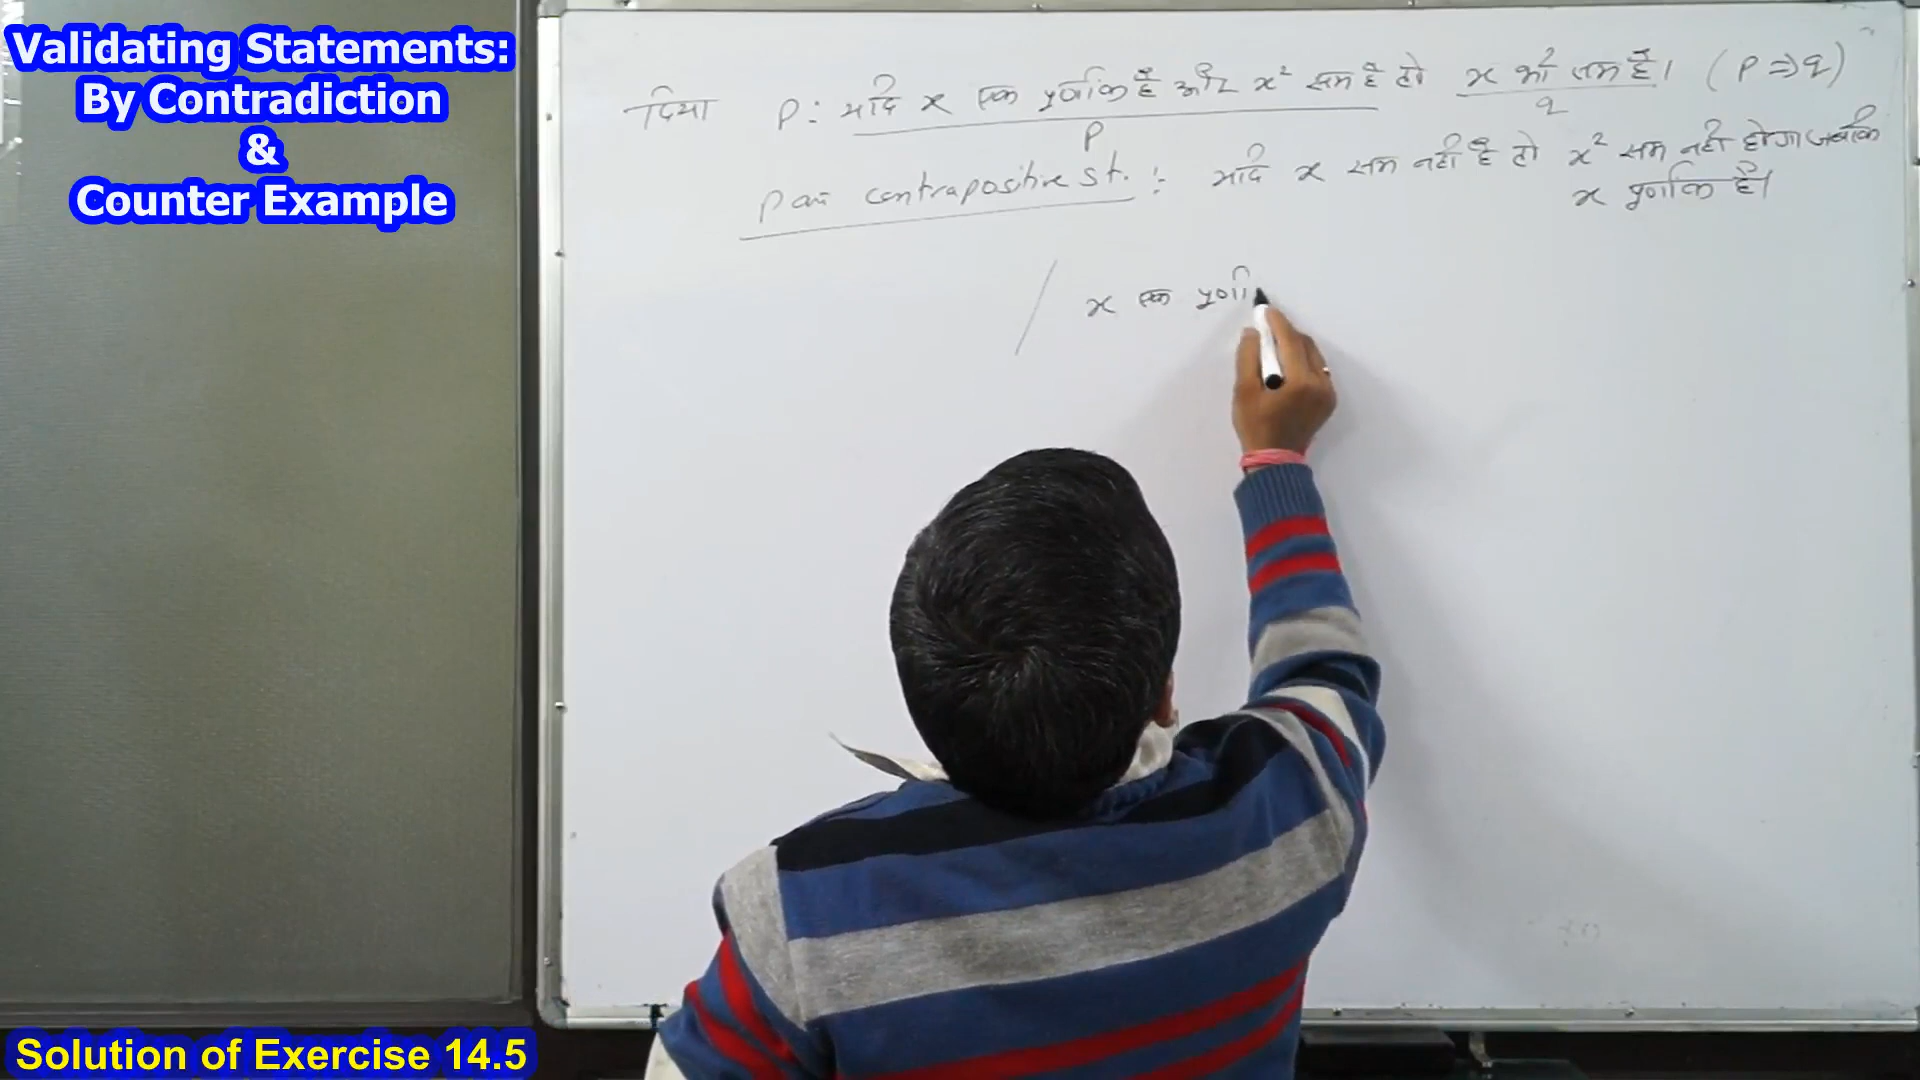 Validating Statements:
By Contradiction
&
Counter Example
दिया P : यदि x एक पूर्णांक है और x² सम है तो x भी सम है। (P ⇒ q)
P q
P का contrapositive st. : यदि x सम नहीं है तो x² सम नहीं होगा जबकि
x पूर्णांक है।
x एक पूर्णा
Solution of Exercise 14.5